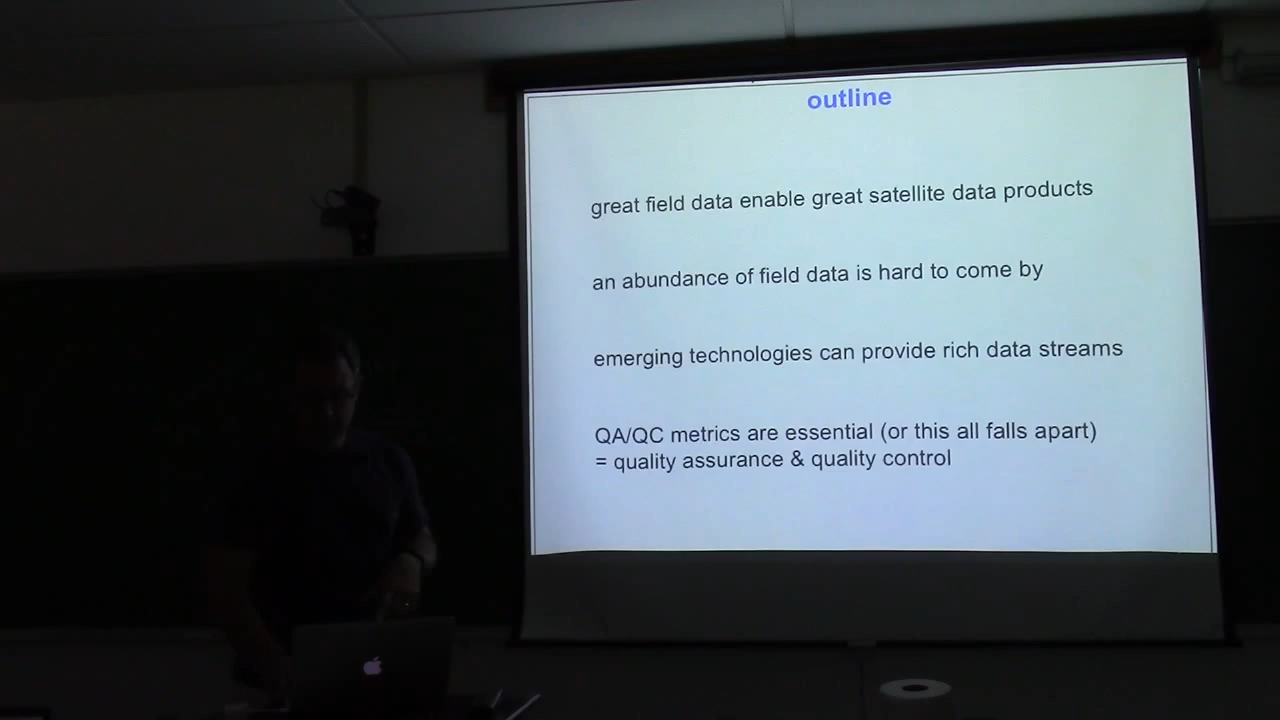 outline
great field data enable great satellite data products
an abundance of field data is hard to come by
emerging technologies can provide rich data streams
QA/QC metrics are essential (or this all falls apart)
= quality assurance & quality control